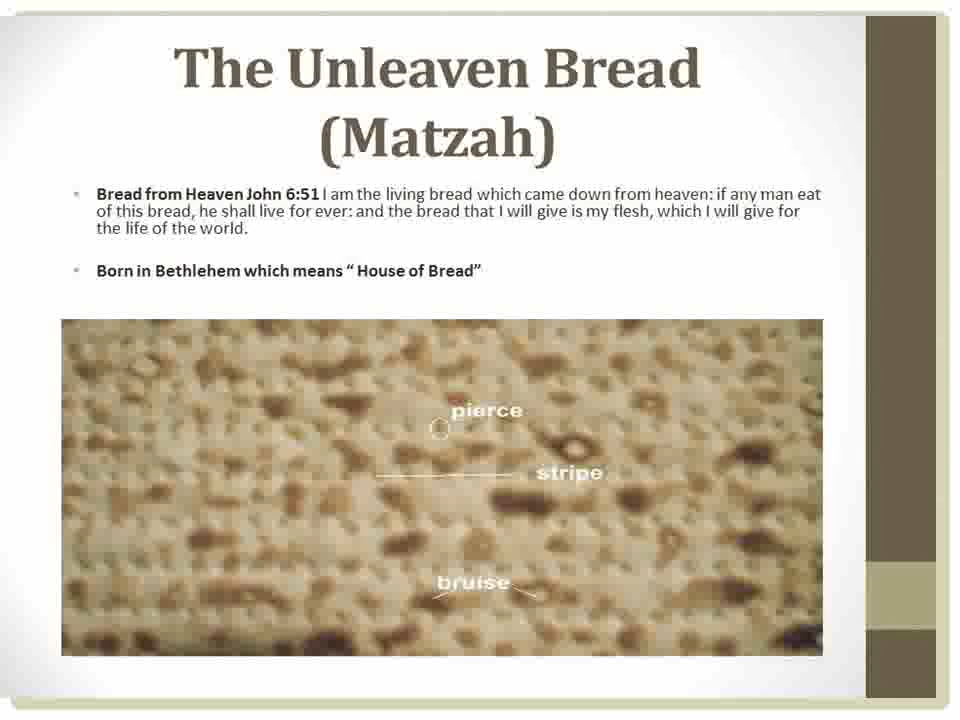 The Unleaven Bread
(Matzah)
• Bread from Heaven John 6:51 I am the living bread which came down from heaven: if any man eat
of this bread, he shall live for ever: and the bread that I will give is my flesh, which I will give for
the life of the world.
• Born in Bethlehem which means “ House of Bread”
pierce
stripe
bruise